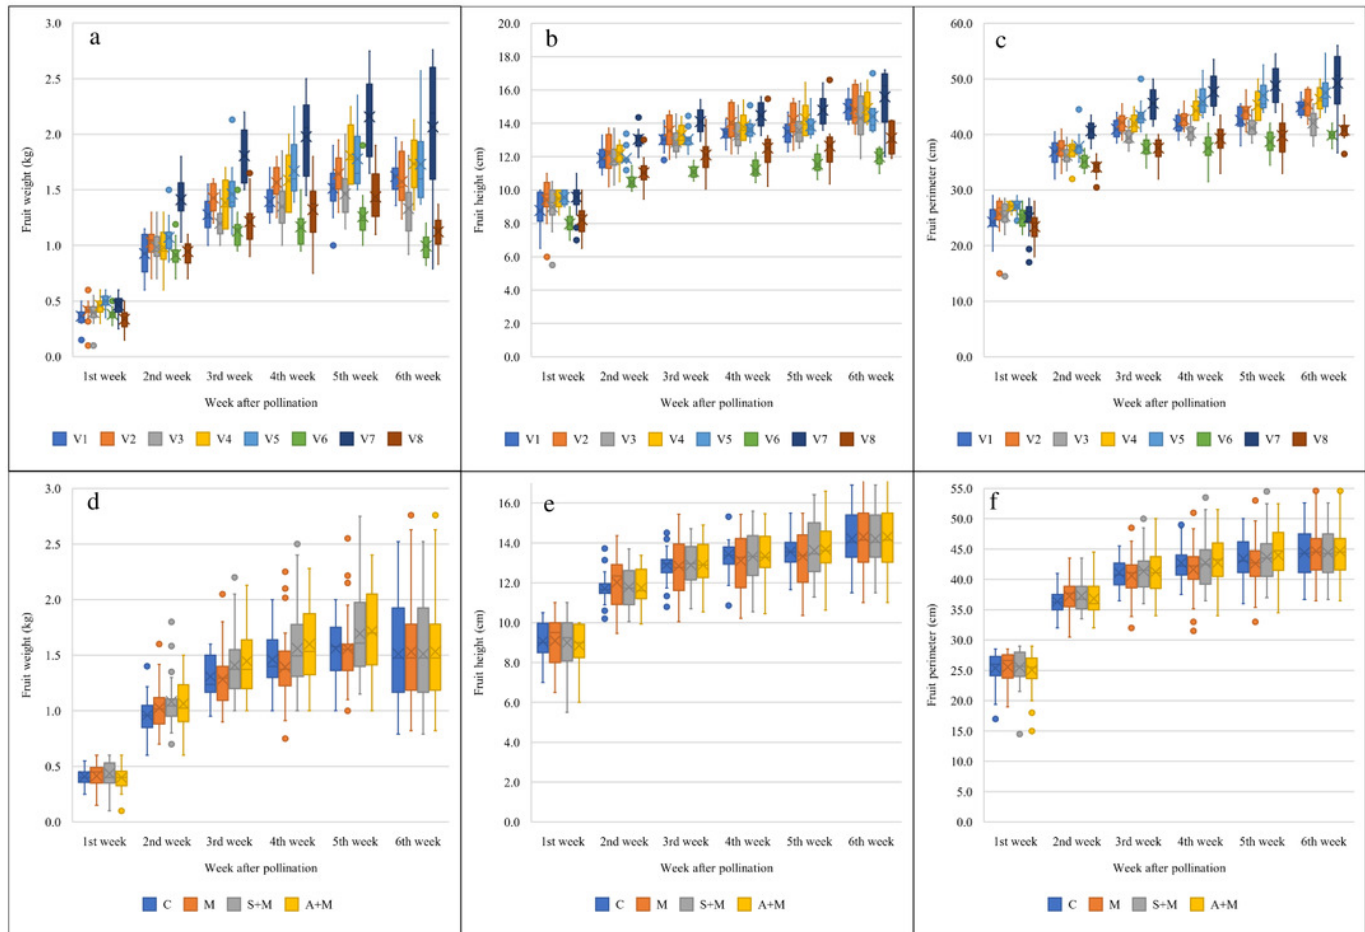 a
3.0
2.5
2.0
1.5
1.0
0.5
0.0
Fruit weight (kg)
1st week 2nd week 3rd week 4th week 5th week 6th week
Week after pollination
V1 V2 V3 V4 V5 V6 V7 V8
b
20.0
18.0
16.0
14.0
12.0
10.0
8.0
6.0
4.0
2.0
0.0
Fruit height (cm)
1st week 2nd week 3rd week 4th week 5th week 6th week
Week after pollination
V1 V2 V3 V4 V5 V6 V7 V8
c
60.0
50.0
40.0
30.0
20.0
10.0
0.0
Fruit perimeter (cm)
1st week 2nd week 3rd week 4th week 5th week 6th week
Week after pollination
V1 V2 V3 V4 V5 V6 V7 V8
d
3.0
2.5
2.0
1.5
1.0
0.5
0.0
Fruit weight (kg)
1st week 2nd week 3rd week 4th week 5th week 6th week
Week after pollination
C M S+M A+M
e
16.0
14.0
12.0
10.0
8.0
6.0
4.0
2.0
0.0
Fruit height (cm)
1st week 2nd week 3rd week 4th week 5th week 6th week
Week after pollination
C M S+M A+M
f
55.0
50.0
45.0
40.0
35.0
30.0
25.0
20.0
15.0
10.0
5.0
0.0
Fruit perimeter (cm)
1st week 2nd week 3rd week 4th week 5th week 6th week
Week after pollination
C M S+M A+M